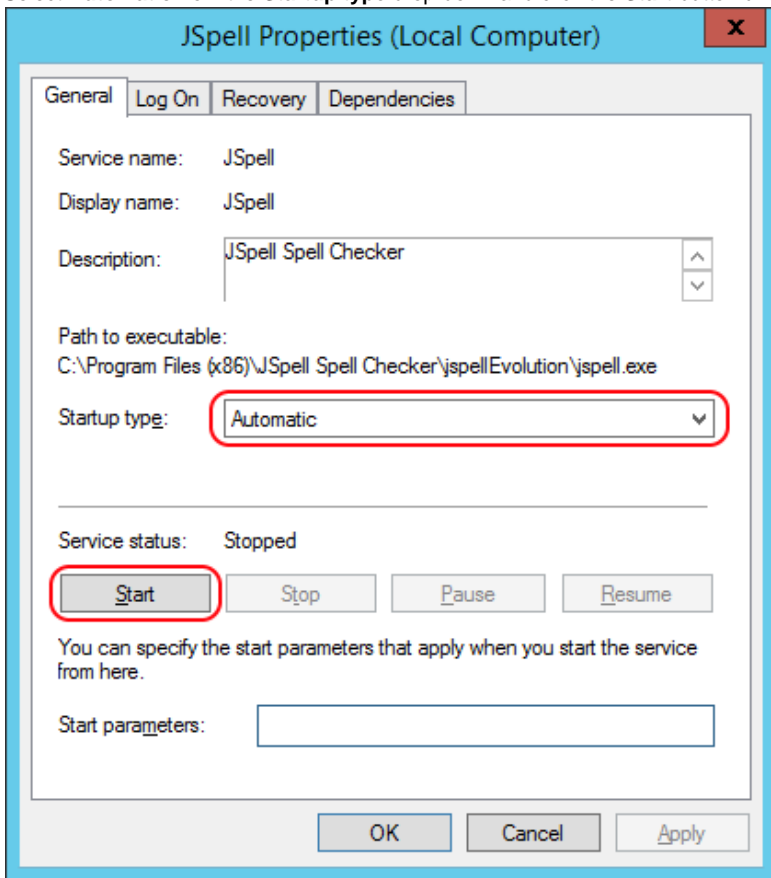 JSpell Properties (Local Computer)
x
General Log On Recovery Dependencies
Service name: JSpell
Display name: JSpell
Description: JSpell Spell Checker
Path to executable:
C:\Program Files (x86)\JSpell Spell Checker\jspellEvolution\jspell.exe
Startup type: Automatic
Service status: Stopped
Start Stop Pause Resume
You can specify the start parameters that apply when you start the service
from here.
Start parameters:
OK Cancel Apply